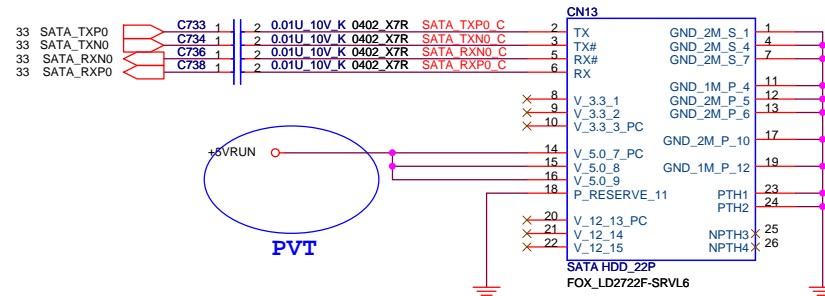 CN13
33 SATA_TXP0 C733 1 2 0.01U_10V_K 0402_X7R SATA_TXP0_C 2 TX GND_2M_S_1 1
33 SATA_TXN0 C734 1 2 0.01U_10V_K 0402_X7R SATA_TXN0_C 3 TX# GND_2M_S_4 4
33 SATA_RXN0 C736 1 2 0.01U_10V_K 0402_X7R SATA_RXN0_C 5 RX# GND_2M_S_7 7
33 SATA_RXP0 C738 1 2 0.01U_10V_K 0402_X7R SATA_RXP0_C 6 RX
GND_1M_P_4 11
8 V_3.3_1 GND_2M_P_5 12
9 V_3.3_2 GND_2M_P_6 13
10 V_3.3_3_PC
GND_2M_P_10 17
+5VRUN 14 V_5.0_7_PC
15 V_5.0_8 GND_1M_P_12 19
16 V_5.0_9
18 P_RESERVE_11 PTH1 23
PTH2 24
20 V_12_13_PC
21 V_12_14 NPTH3 25
22 V_12_15 NPTH4 26
PVT
SATA HDD_22P
FOX_LD2722F-SRVL6